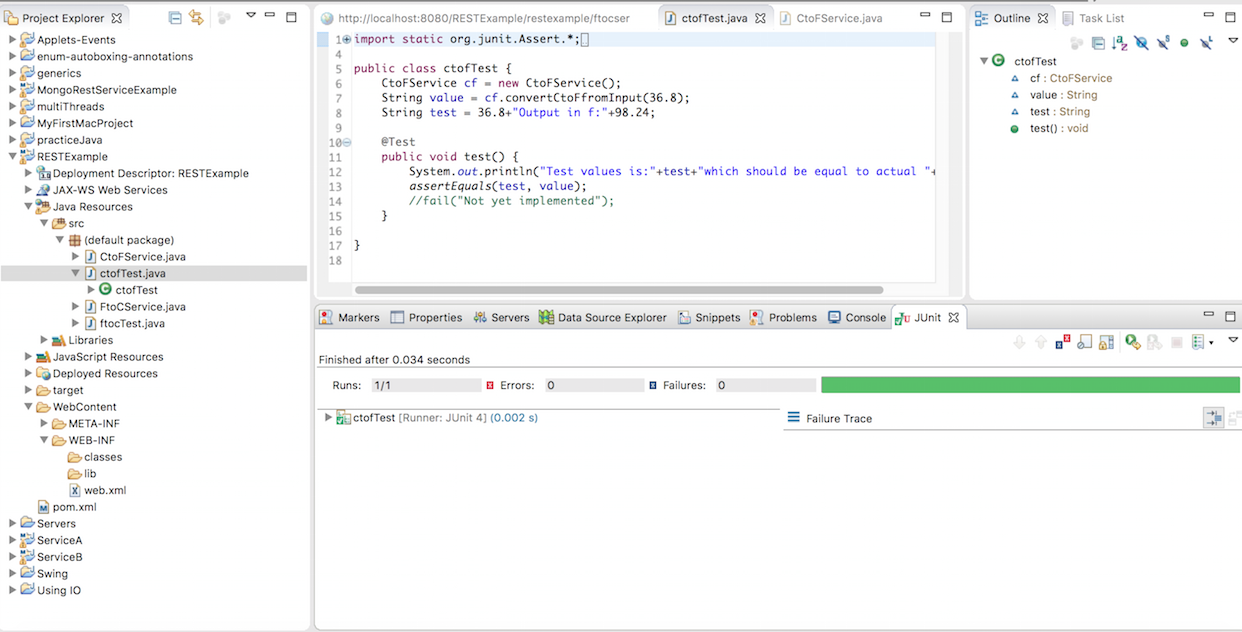 Project Explorer
Applets-Events
enum-autoboxing-annotations
generics
MongoRestServiceExample
multiThreads
MyFirstMacProject
practiceJava
RESTExample
Deployment Descriptor: RESTExample
JAX-WS Web Services
Java Resources
src
(default package)
CtoFService.java
ctofTest.java
ctofTest
FtoCService.java
ftocTest.java
Libraries
JavaScript Resources
Deployed Resources
target
WebContent
META-INF
WEB-INF
classes
lib
web.xml
pom.xml
Servers
ServiceA
ServiceB
Swing
Using IO
http://localhost:8080/RESTExample/restexample/ftocser
ctofTest.java
CtoFService.java
1 import static org.junit.Assert.*;
4
5 public class ctofTest {
6 CtoFService cf = new CtoFService();
7 String value = cf.convertCtoFfromInput(36.8);
8 String test = 36.8+"Output in f:"+98.24;
9
10 @Test
11 public void test() {
12 System.out.println("Test values is:"+test+"which should be equal to actual "+
13 assertEquals(test, value);
14 //fail("Not yet implemented");
15 }
16
17 }
18
Outline
Task List
ctofTest
cf : CtoFService
value : String
test : String
test() : void
Markers Properties Servers Data Source Explorer Snippets Problems Console JUnit
Finished after 0.034 seconds
Runs: 1/1 Errors: 0 Failures: 0
ctofTest [Runner: JUnit 4] (0.002 s)
Failure Trace